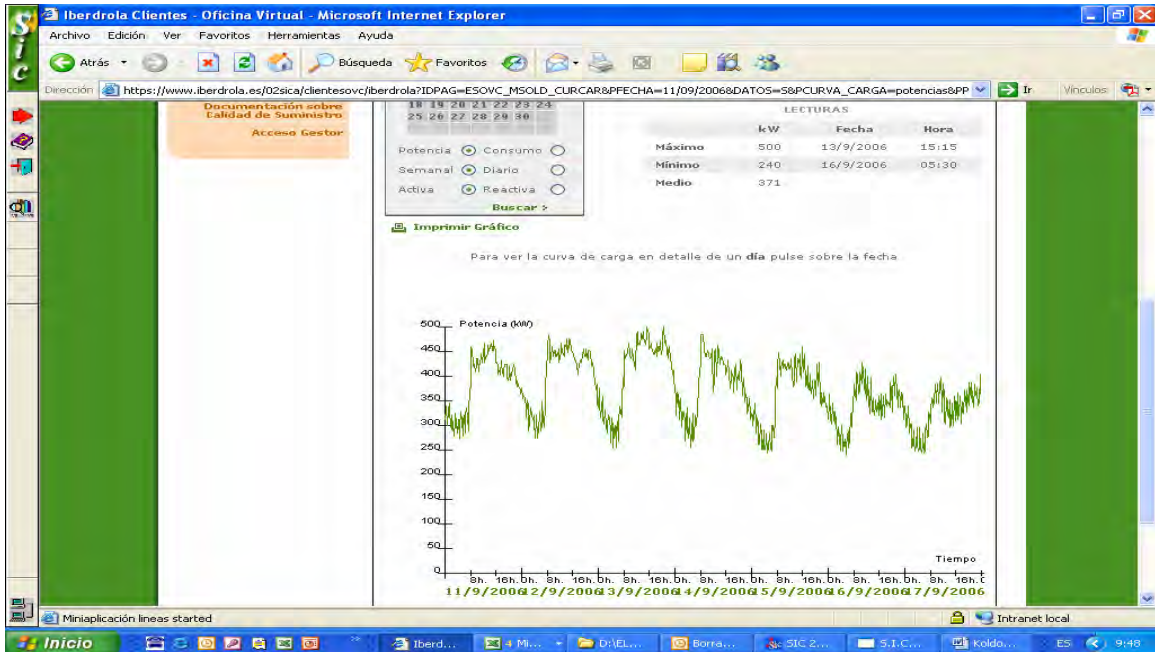 Iberdrola Clientes - Oficina Virtual - Microsoft Internet Explorer
Archivo Edición Ver Favoritos Herramientas Ayuda
Atrás Búsqueda Favoritos
Dirección https://www.iberdrola.es/02sica/clientesovc/iberdrola?IDPAG=ESOVC_MSOLD_CURCAR&PFECHA=11/09/2006&DATOS=S&PCURVA_CARGA=potencias&PP Ir Vínculos
Sic
Documentación sobre
Calidad de Suministro
Acceso Gestor
18 19 20 21 22 23 24
25 26 27 28 29 30
Potencia Consumo
Semanal Diario
Activa Reactiva
Buscar >
LECTURAS
kW Fecha Hora
Máximo 500 13/9/2006 15:15
Mínimo 240 16/9/2006 05:30
Medio 371
Imprimir Gráfico
Para ver la curva de carga en detalle de un día pulse sobre la fecha
Potencia (kW)
500
450
400
350
300
250
200
150
100
50
0
Tiempo
8h. 16h. 0h. 8h. 16h. 0h. 8h. 16h. 0h. 8h. 16h. 0h. 8h. 16h. 0h. 8h. 16h. 0h. 8h. 16h. 0
11/9/2006 12/9/2006 13/9/2006 14/9/2006 15/9/2006 16/9/2006 17/9/2006
Miniaplicación lineas started Intranet local
Inicio » Iberd... 4 Mi... D:\EL... Borra... SIC 2... S.I.C... Koldo... ES 9:48